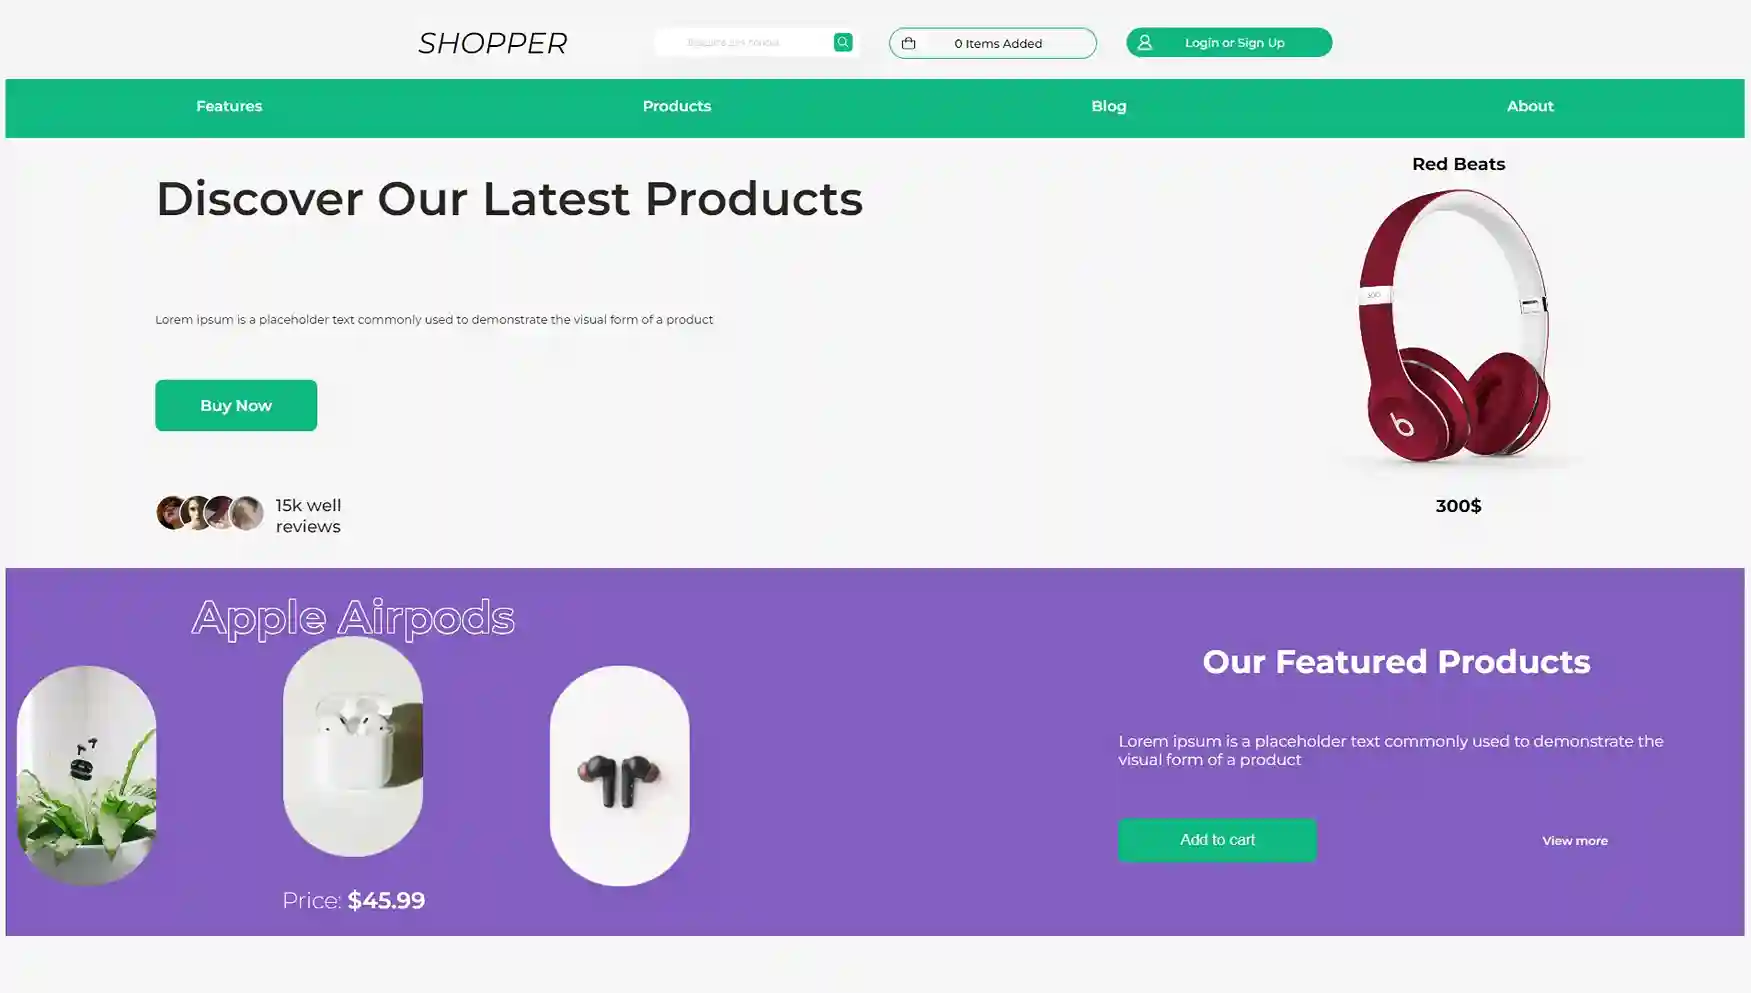 SHOPPER
0 Items Added
Login or Sign Up
Features
Products
Blog
About
Discover Our Latest Products
Lorem ipsum is a placeholder text commonly used to demonstrate the visual form of a product
Buy Now
15k well
reviews
Red Beats
300
b
300$
Apple Airpods
Price: $45.99
Our Featured Products
Lorem ipsum is a placeholder text commonly used to demonstrate the
visual form of a product
Add to cart
View more